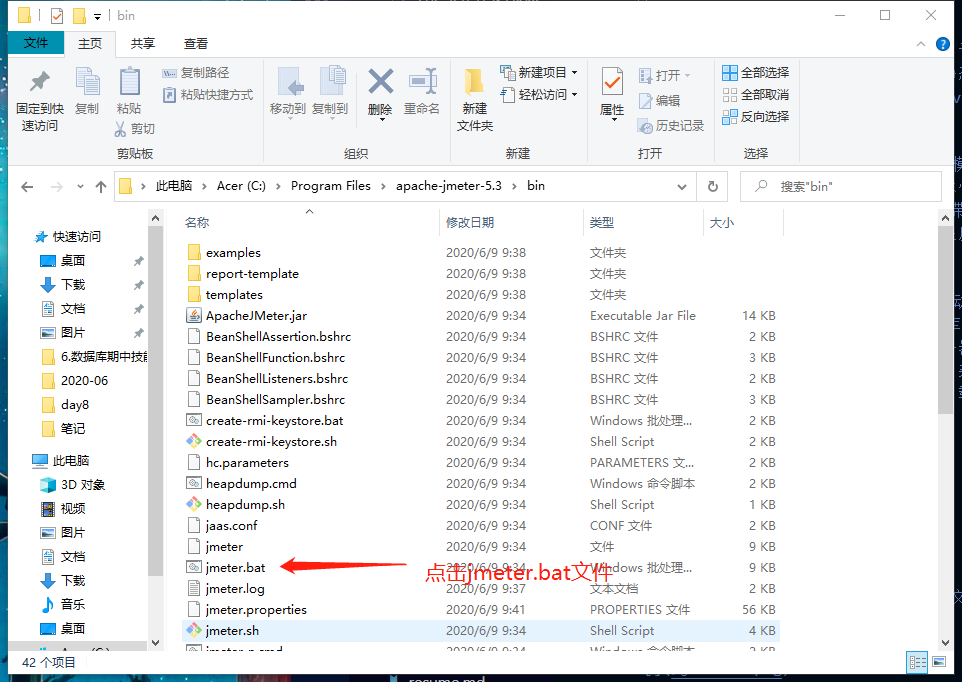 bin
文件 主页 共享 查看
固定到快速访问
复制
粘贴
复制路径
粘贴快捷方式
剪切
剪贴板
移动到 复制到 删除 重命名
组织
新建文件夹
新建项目
轻松访问
新建
属性
打开
编辑
历史记录
打开
全部选择
全部取消
反向选择
选择
此电脑 Acer (C:) Program Files apache-jmeter-5.3 bin
搜索"bin"
快速访问
桌面
下载
文档
图片
6.数据库期中技能
2020-06
day8
笔记
此电脑
3D 对象
视频
图片
文档
下载
音乐
桌面
名称 修改日期 类型 大小
examples 2020/6/9 9:38 文件夹
report-template 2020/6/9 9:38 文件夹
templates 2020/6/9 9:38 文件夹
ApacheJMeter.jar 2020/6/9 9:34 Executable Jar File 14 KB
BeanShellAssertion.bshrc 2020/6/9 9:34 BSHRC 文件 2 KB
BeanShellFunction.bshrc 2020/6/9 9:34 BSHRC 文件 3 KB
BeanShellListeners.bshrc 2020/6/9 9:34 BSHRC 文件 2 KB
BeanShellSampler.bshrc 2020/6/9 9:34 BSHRC 文件 3 KB
create-rmi-keystore.bat 2020/6/9 9:34 Windows 批处理... 2 KB
create-rmi-keystore.sh 2020/6/9 9:34 Shell Script 2 KB
hc.parameters 2020/6/9 9:34 PARAMETERS 文... 2 KB
heapdump.cmd 2020/6/9 9:34 Windows 命令脚本 2 KB
heapdump.sh 2020/6/9 9:34 Shell Script 1 KB
jaas.conf 2020/6/9 9:34 CONF 文件 2 KB
jmeter 2020/6/9 9:34 文件 9 KB
jmeter.bat 2020/6/9 9:34 Windows 批处理... 9 KB
点击jmeter.bat文件
jmeter.log 2020/6/9 9:37 文本文档 2 KB
jmeter.properties 2020/6/9 9:41 PROPERTIES 文件 56 KB
jmeter.sh 2020/6/9 9:34 Shell Script 4 KB
42 个项目